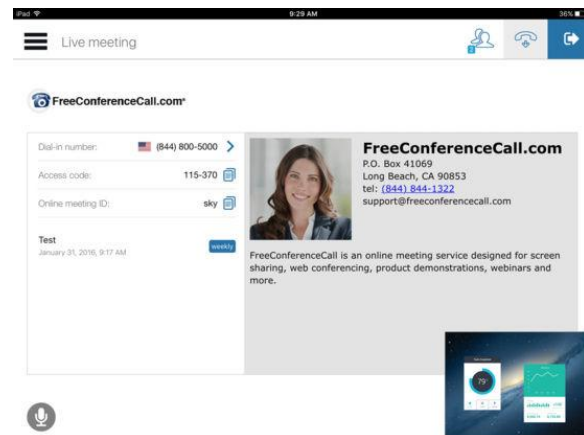 iPad
9:29 AM
36%
Live meeting
2
FreeConferenceCall.com®
Dial-in number: (844) 800-5000
Access code: 115-370
Online meeting ID: sky
Test
January 31, 2016, 9:17 AM
weekly
FreeConferenceCall.com
P.O. Box 41069
Long Beach, CA 90853
tel: (844) 844-1322
support@freeconferencecall.com
FreeConferenceCall is an online meeting service designed for screen
sharing, web conferencing, product demonstrations, webinars and
more.
79°